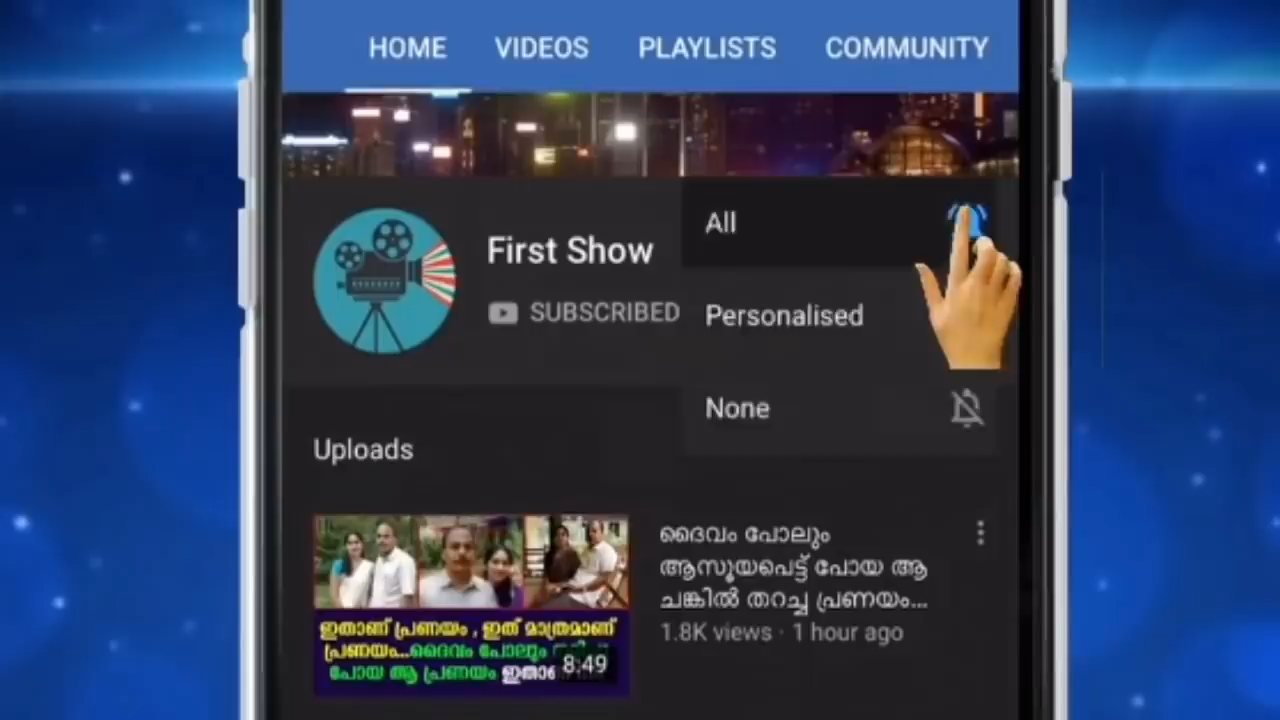 HOME VIDEOS PLAYLISTS COMMUNITY
First Show
SUBSCRIBED
All
Personalised
None
Uploads
ദൈവം പോലും
ആസൂയപെട്ട് പോയ ആ
ചങ്കിൽ തറച്ച പ്രണയം...
1.8K views · 1 hour ago
ഇതാണ് പ്രണയം , ഇത് മാത്രമാണ്
പ്രണയം...ദൈവം പോലും
പോയ ആ പ്രണയം
8:49